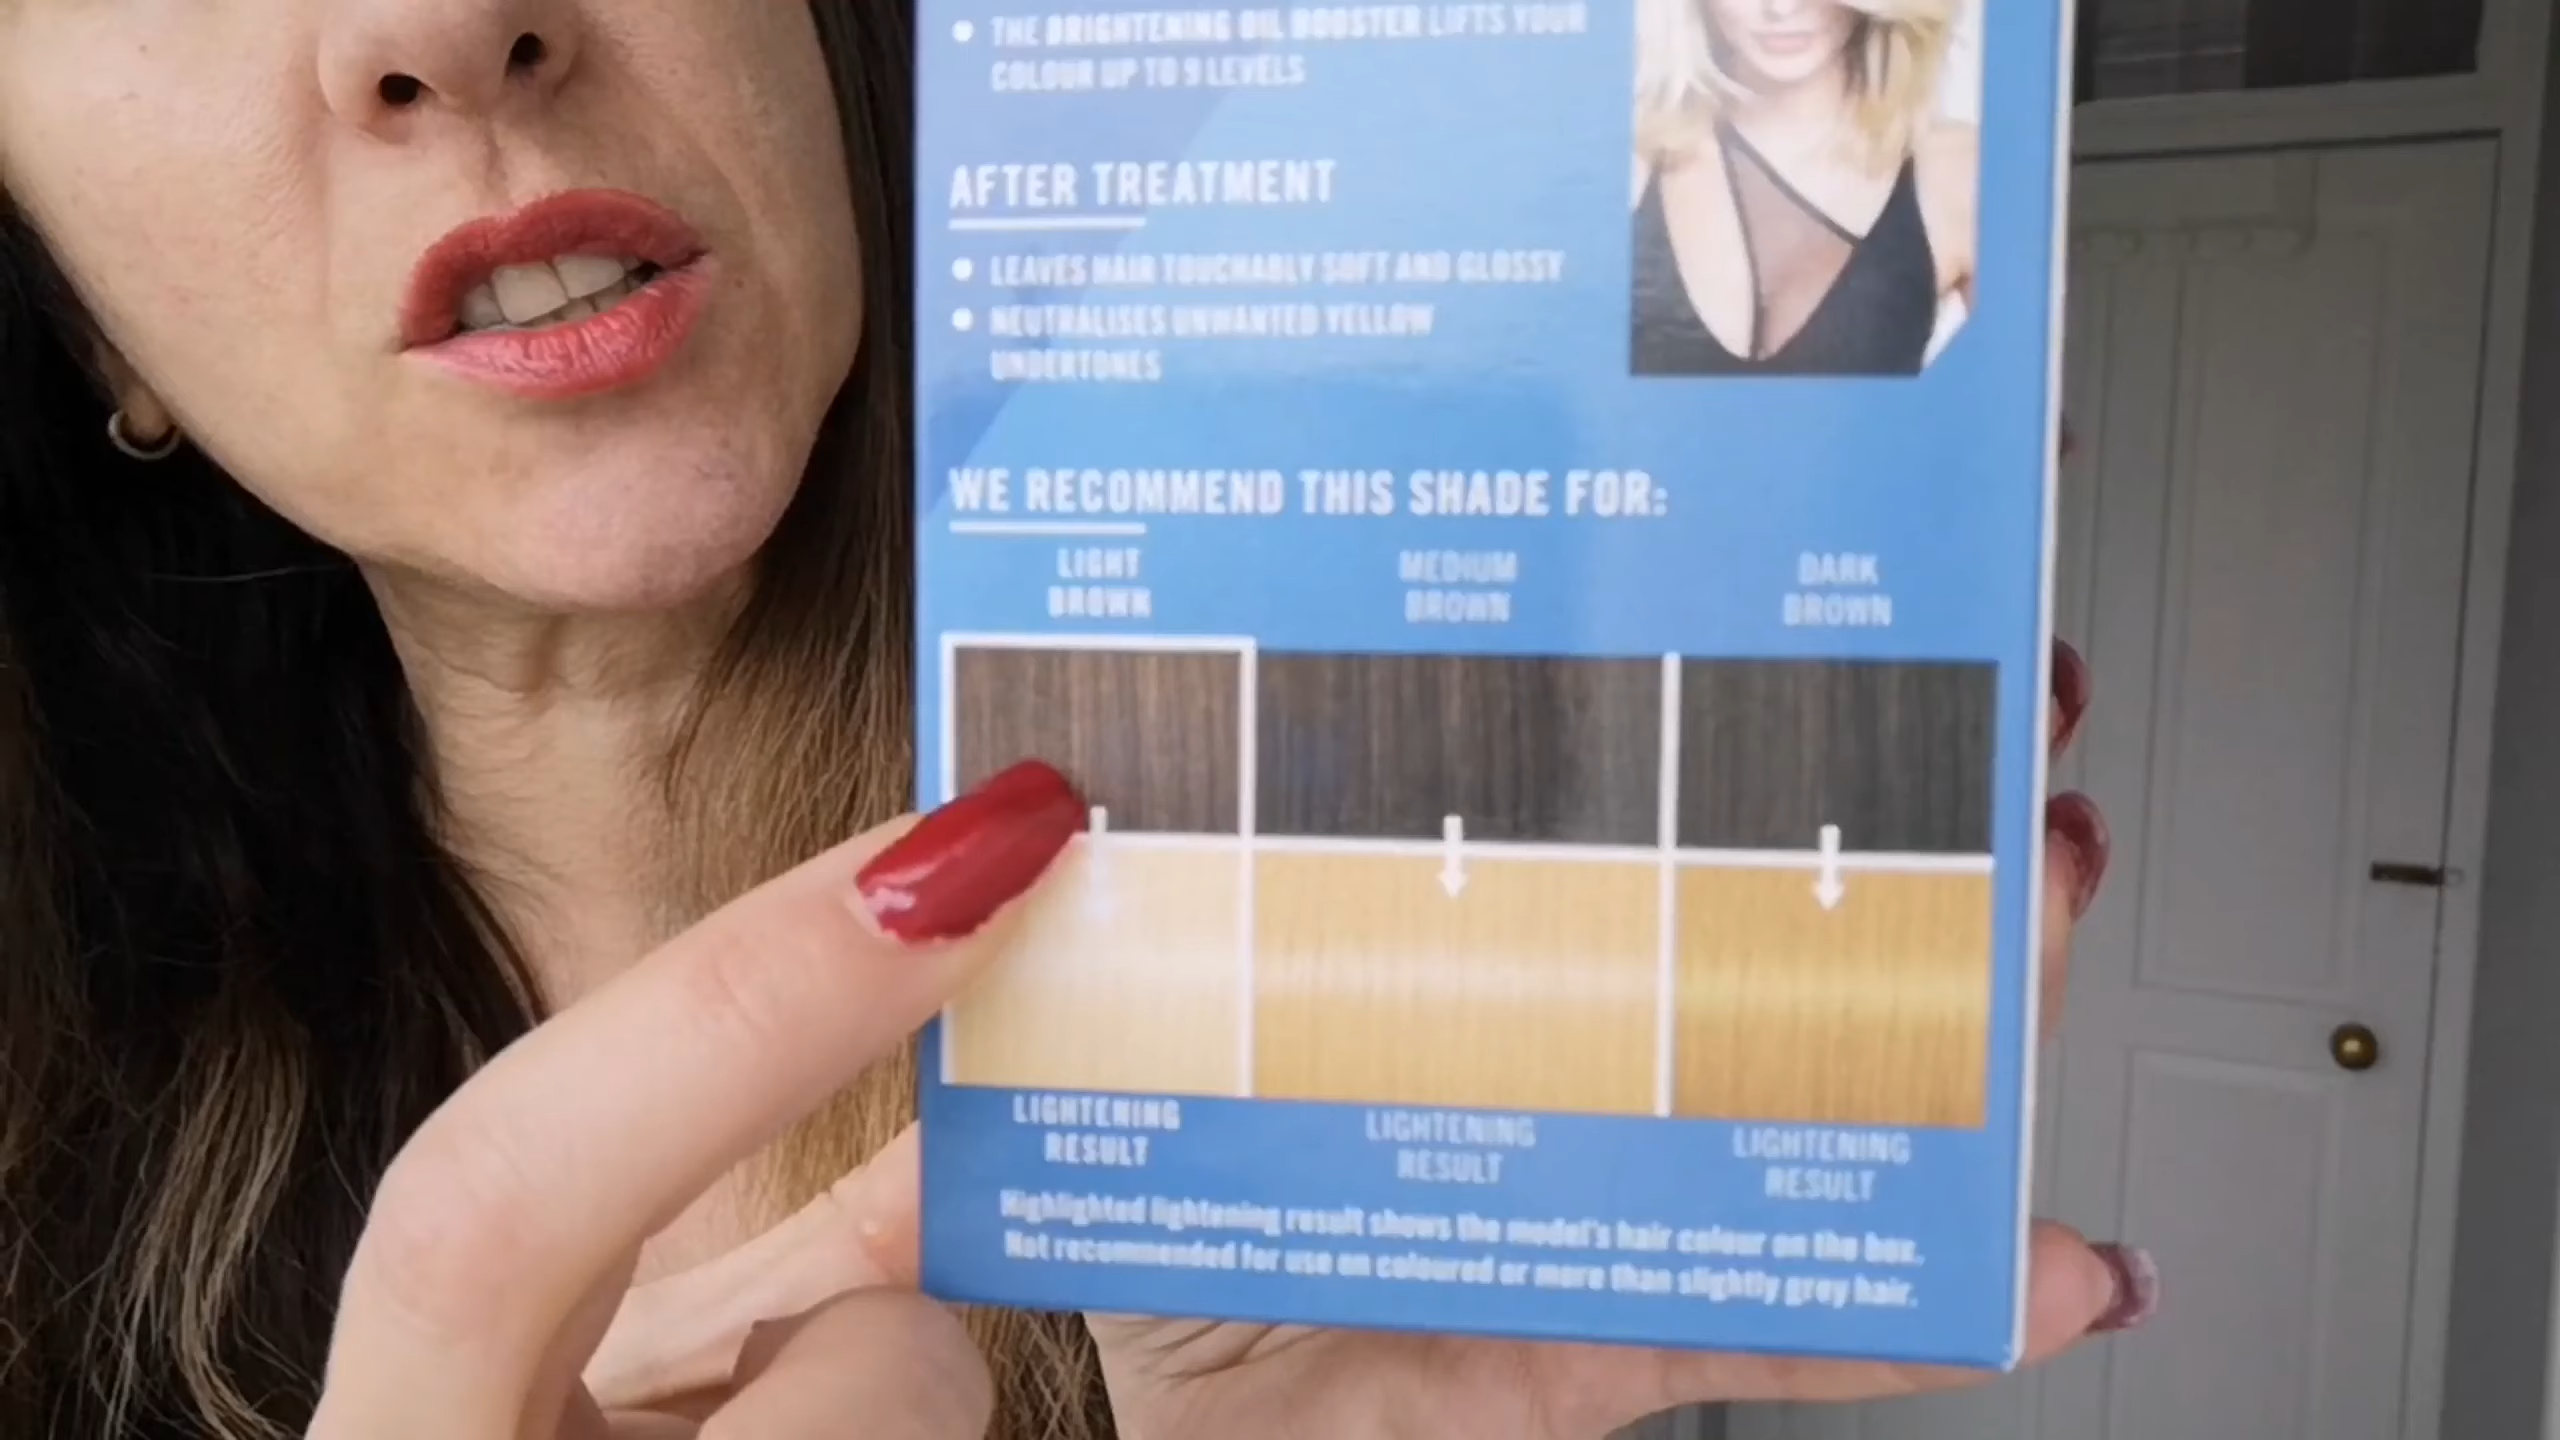 THE BRIGHTENING OIL BOOSTER LIFTS YOUR
COLOUR UP TO 9 LEVELS
AFTER TREATMENT
LEAVES HAIR TOUCHABLY SOFT AND GLOSSY
NEUTRALISES UNWANTED YELLOW
UNDERTONES
WE RECOMMEND THIS SHADE FOR:
LIGHT
BROWN
MEDIUM
BROWN
DARK
BROWN
LIGHTENING
RESULT
LIGHTENING
RESULT
LIGHTENING
RESULT
Highlighted lightening result shows the model's hair colour on the box.
Not recommended for use on coloured or more than slightly grey hair.